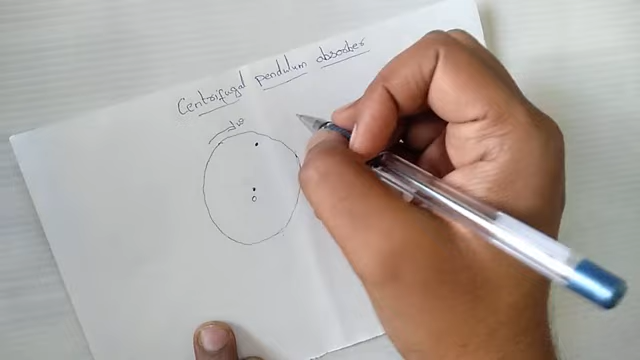 Centrifugal pendulum absorber
ω
O